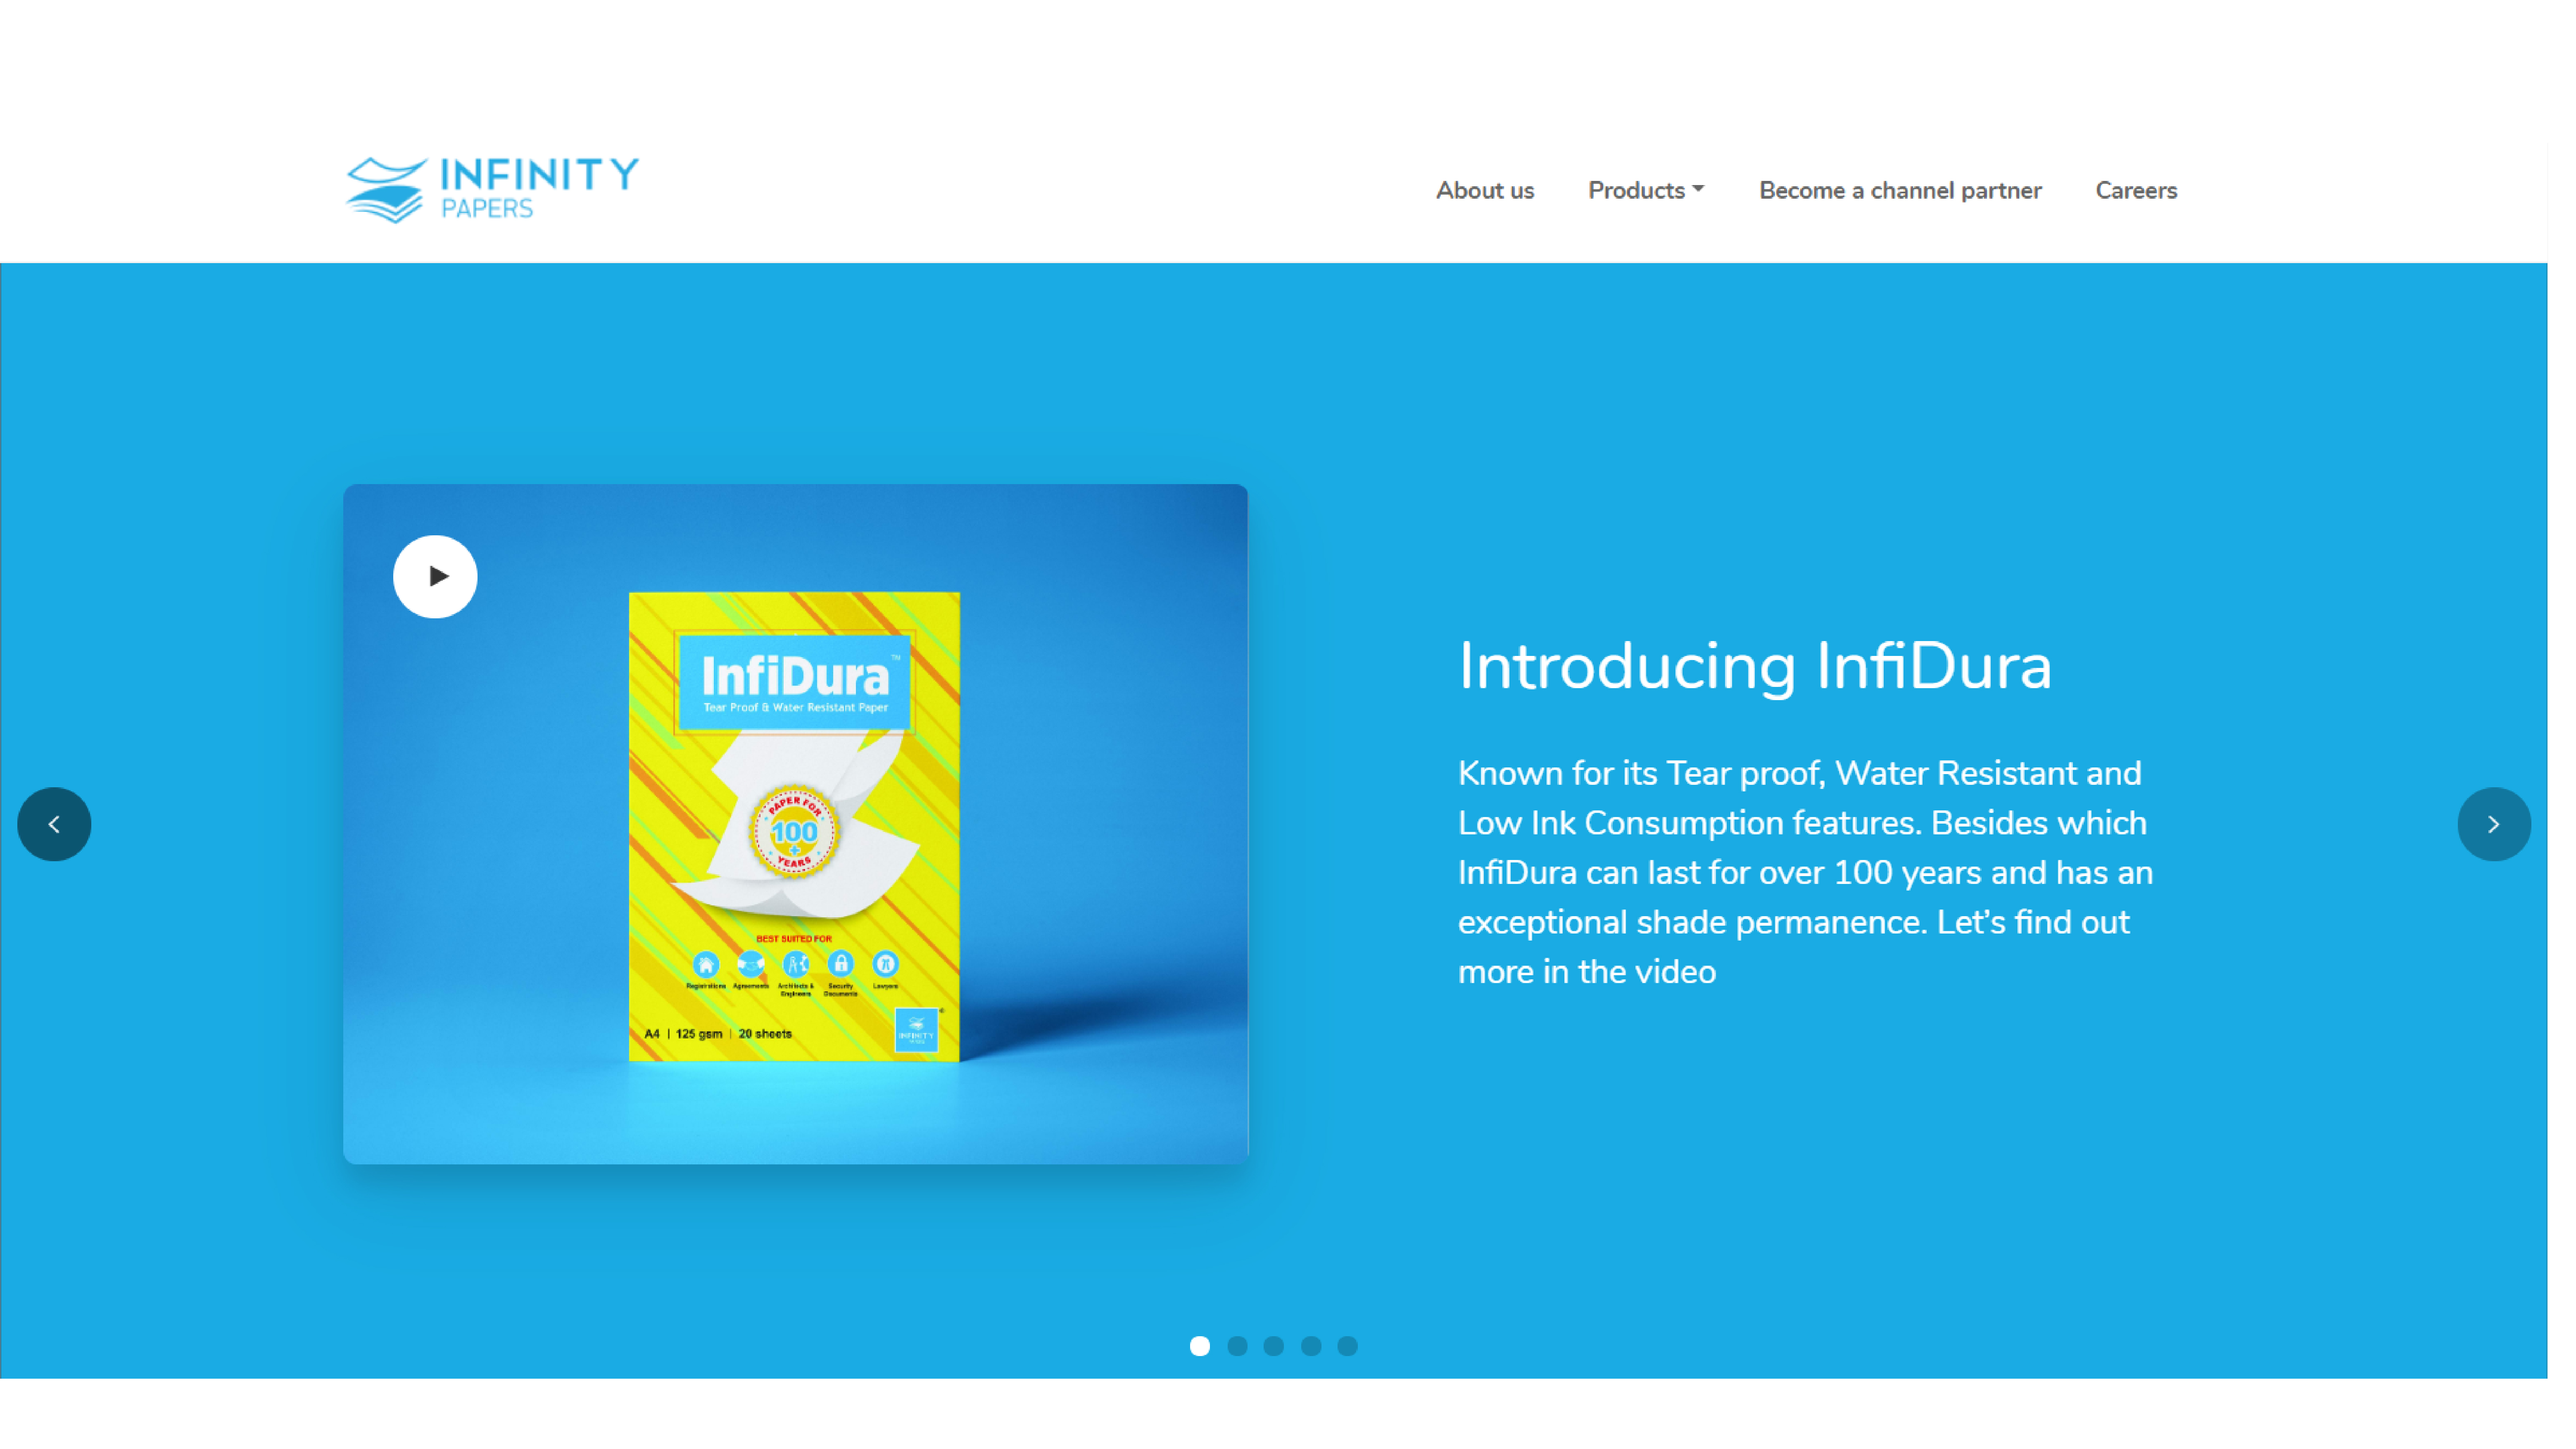 INFINITY
PAPERS
About us
Products
Become a channel partner
Careers
InfiDura™
Tear Proof & Water Resistant Paper
PAPER FOR
100
+
YEARS
BEST SUITED FOR
Registrations
Agreements
Architects &
Engineers
Security
Documents
Lawyers
A4 | 125 gsm | 20 sheets
INFINITY
Introducing InfiDura
Known for its Tear proof, Water Resistant and
Low Ink Consumption features. Besides which
InfiDura can last for over 100 years and has an
exceptional shade permanence. Let’s find out
more in the video